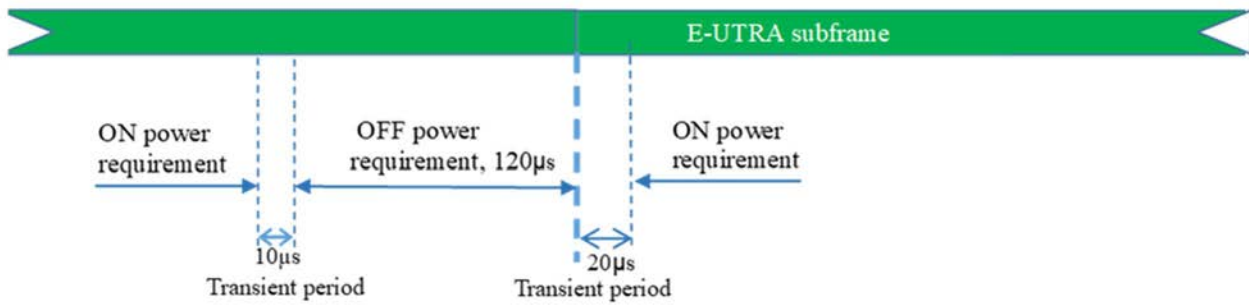 E-UTRA subframe
ON power
requirement
OFF power
requirement, 120µs
ON power
requirement
10µs
Transient period
20µs
Transient period